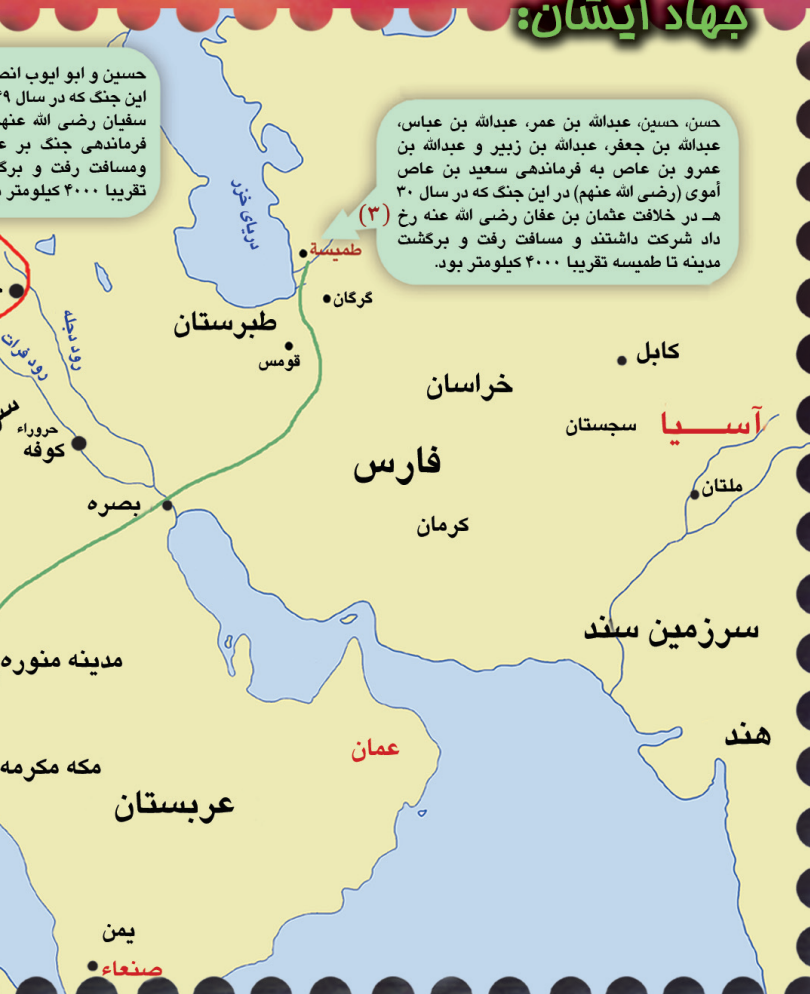 جهاد ایشان:
حسن، حسین، عبدالله بن عمر، عبدالله بن عباس،
عبدالله بن جعفر، عبدالله بن زبیر و عبدالله بن
عمرو بن عاص به فرماندهی سعید بن عاص
أموی (رضی الله عنهم) در این جنگ که در سال ۳۰
هـ در خلافت عثمان بن عفان رضی الله عنه رخ
داد شرکت داشتند و مسافت رفت و برگشت
مدینه تا طمیسه تقریبا ۴۰۰۰ کیلومتر بود.
(۳)
حسین و ابو ایوب
این جنگ که در سال
سفیان رضی الله
فرماندهی جنگ بر
ومسافت رفت و
تقریبا ۴۰۰۰ کیلومتر
دریای خزر
طمیسة
گرگان
طبرستان
قومس
رود دجله
رود فرات
کابل
خراسان
آســـیا
سجستان
حروراء
کوفه
فارس
ملتان
بصره
کرمان
سرزمین سند
مدینه منوره
هند
عمان
مکه مکرمه
عربستان
یمن
صنعاء